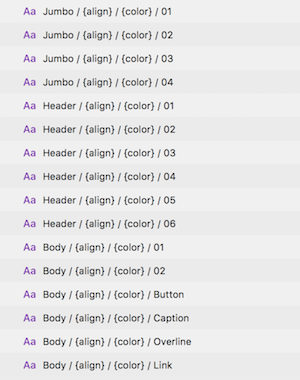 Aa Jumbo / {align} / {color} / 01
Aa Jumbo / {align} / {color} / 02
Aa Jumbo / {align} / {color} / 03
Aa Jumbo / {align} / {color} / 04
Aa Header / {align} / {color} / 01
Aa Header / {align} / {color} / 02
Aa Header / {align} / {color} / 03
Aa Header / {align} / {color} / 04
Aa Header / {align} / {color} / 05
Aa Header / {align} / {color} / 06
Aa Body / {align} / {color} / 01
Aa Body / {align} / {color} / 02
Aa Body / {align} / {color} / Button
Aa Body / {align} / {color} / Caption
Aa Body / {align} / {color} / Overline
Aa Body / {align} / {color} / Link